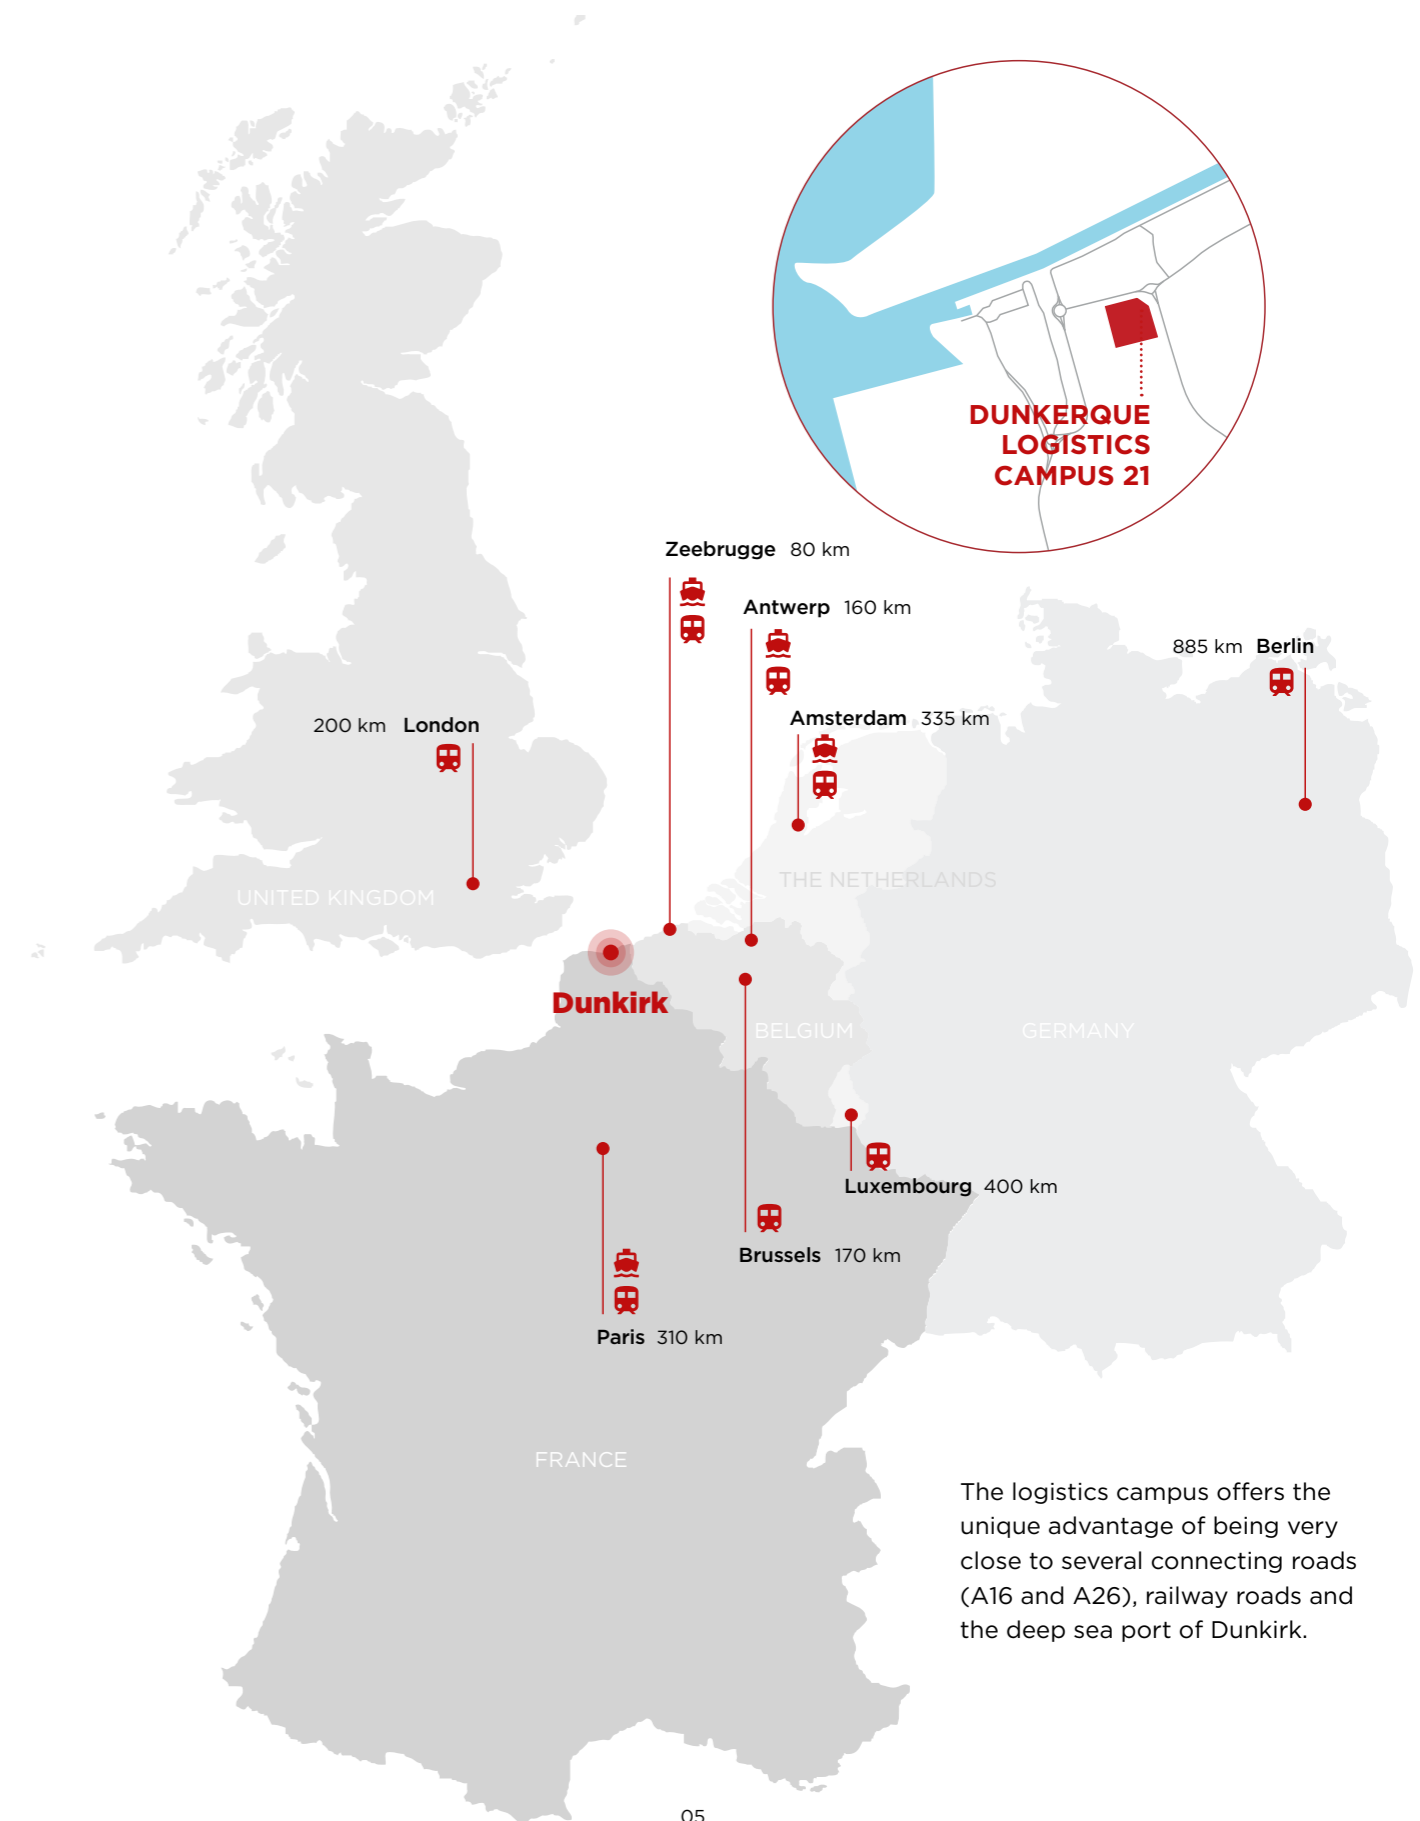 DUNKERQUE
LOGISTICS
CAMPUS 21
Zeebrugge 80 km
Antwerp 160 km
885 km Berlin
200 km London
Amsterdam 335 km
THE NETHERLANDS
UNITED KINGDOM
Dunkirk
BELGIUM
GERMANY
Luxembourg 400 km
Brussels 170 km
Paris 310 km
FRANCE
The logistics campus offers the
unique advantage of being very
close to several connecting roads
(A16 and A26), railway roads and
the deep sea port of Dunkirk.
05